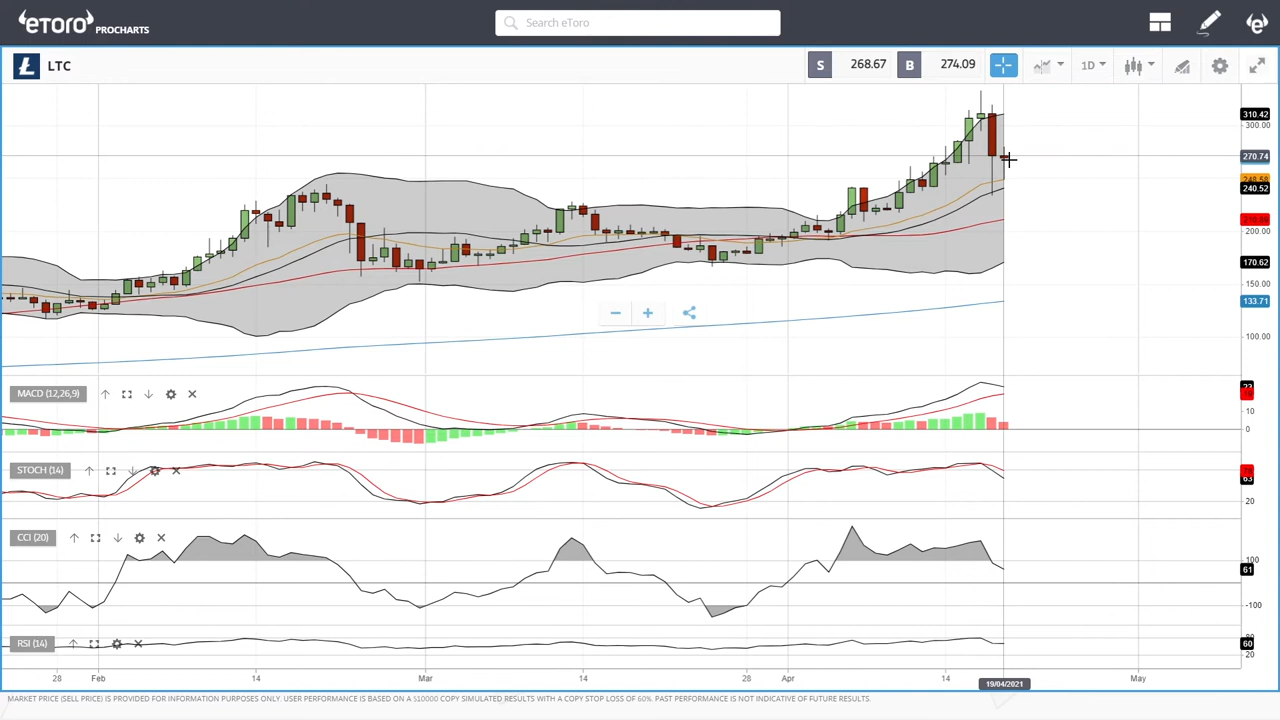 eToro PROCHARTS
Search eToro
LTC
S 268.67 B 274.09
1D
310.42
300.00
270.74
248.58
240.52
200.00
170.62
150.00
133.71
100.00
MACD (12,26,9)
10
0
STOCH (14)
63
20
CCI (20)
100
61
-100
RSI (14)
60
20
28 Feb 14 Mar 14 28 Apr 14 19/04/2021 May
MARKET PRICE (SELL PRICE) IS PROVIDED FOR INFORMATION PURPOSES ONLY. USER PERFORMANCE IS BASED ON A $10000 COPY SIMULATED RESULTS WITH A COPY STOP LOSS OF 60%. PAST PERFORMANCE IS NOT INDICATIVE OF FUTURE RESULTS.